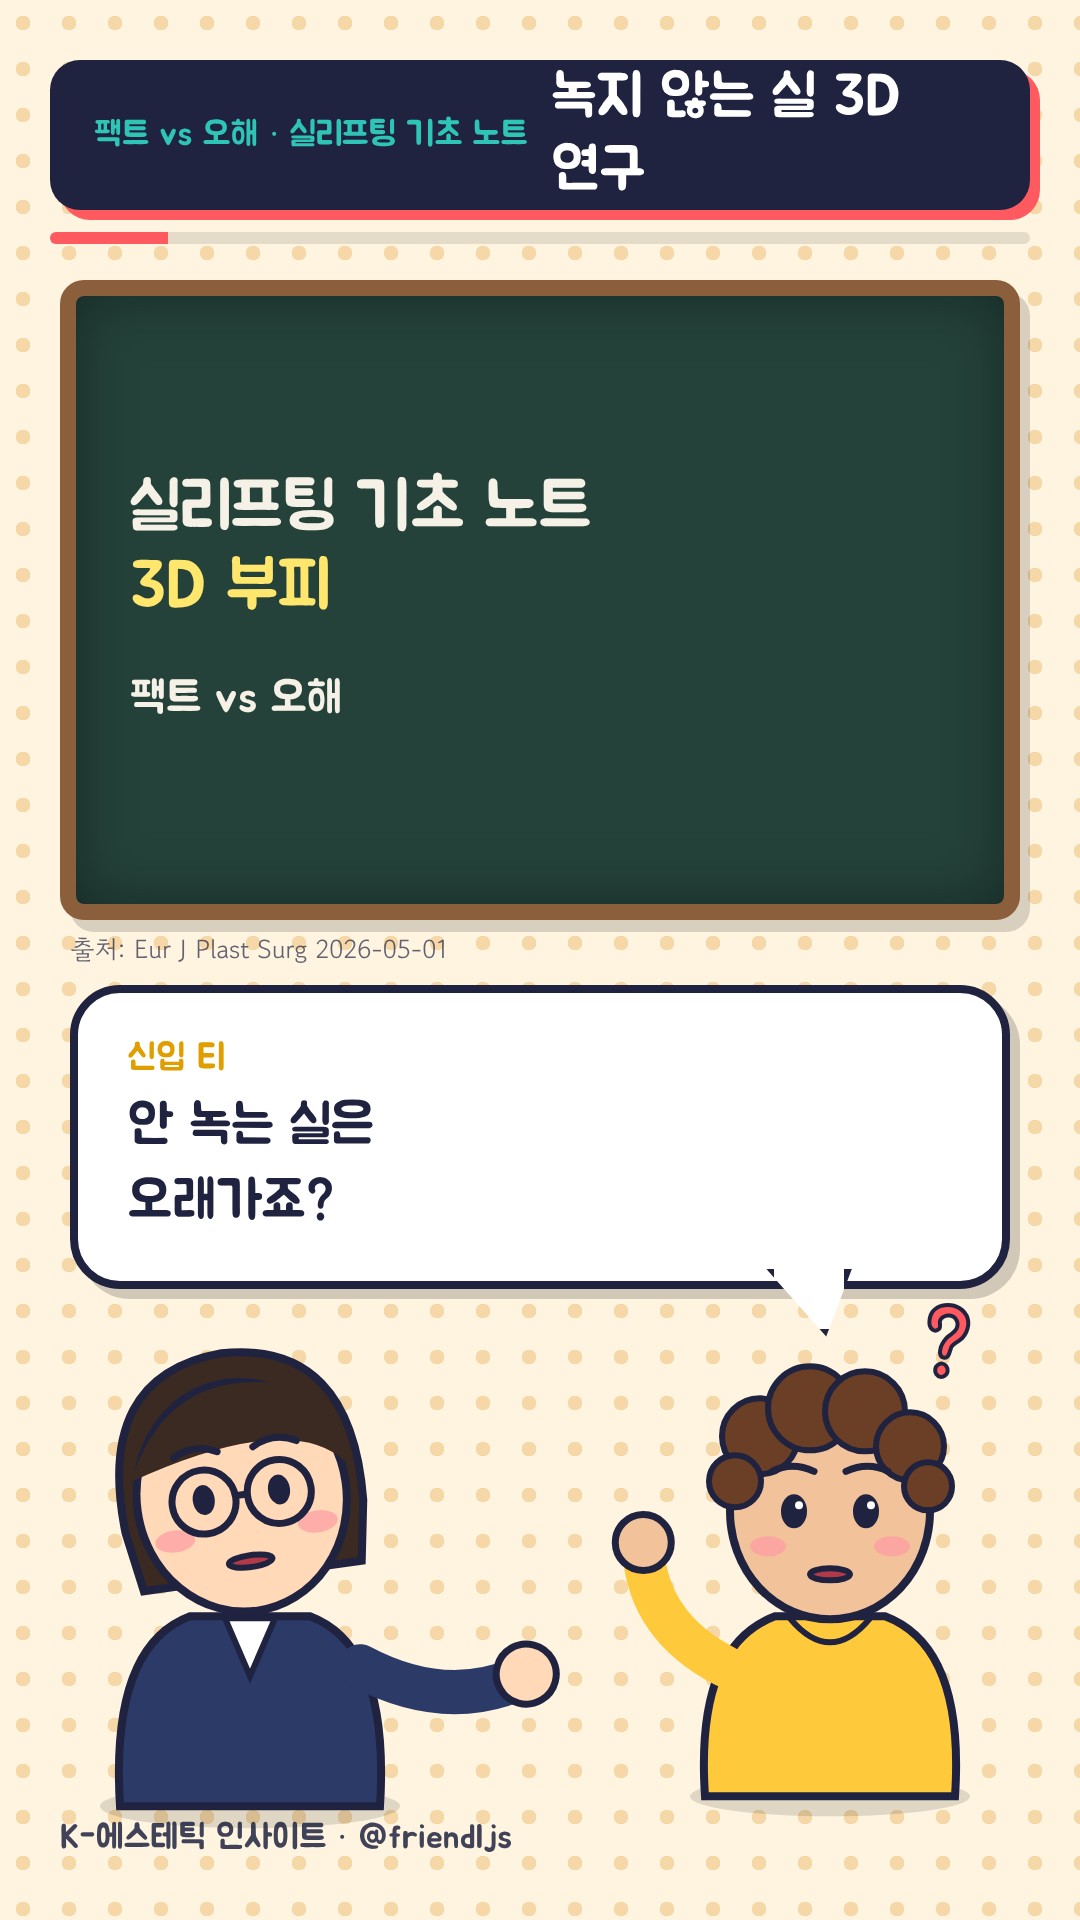 팩트 vs 오해 · 실리프팅 기초 노트
녹지 않는 실 3D
연구
실리프팅 기초 노트
3D 부피
팩트 vs 오해
출처: Eur J Plast Surg 2026-05-01
신입 티
안 녹는 실은
오래가죠?
?
K-에스테틱 인사이트 · @friendljs